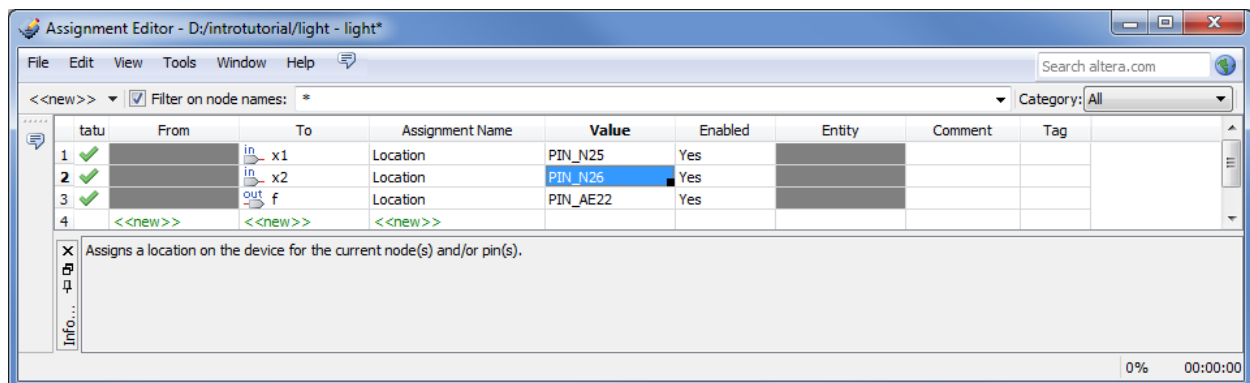 Assignment Editor - D:/introtutorial/light - light*
File Edit View Tools Window Help
Search altera.com
<<new>> Filter on node names: * Category: All
tatu From To Assignment Name Value Enabled Entity Comment Tag
1 in x1 Location PIN_N25 Yes
2 in x2 Location PIN_N26 Yes
3 out f Location PIN_AE22 Yes
4 <<new>> <<new>> <<new>>
Assigns a location on the device for the current node(s) and/or pin(s).
Info...
0% 00:00:00